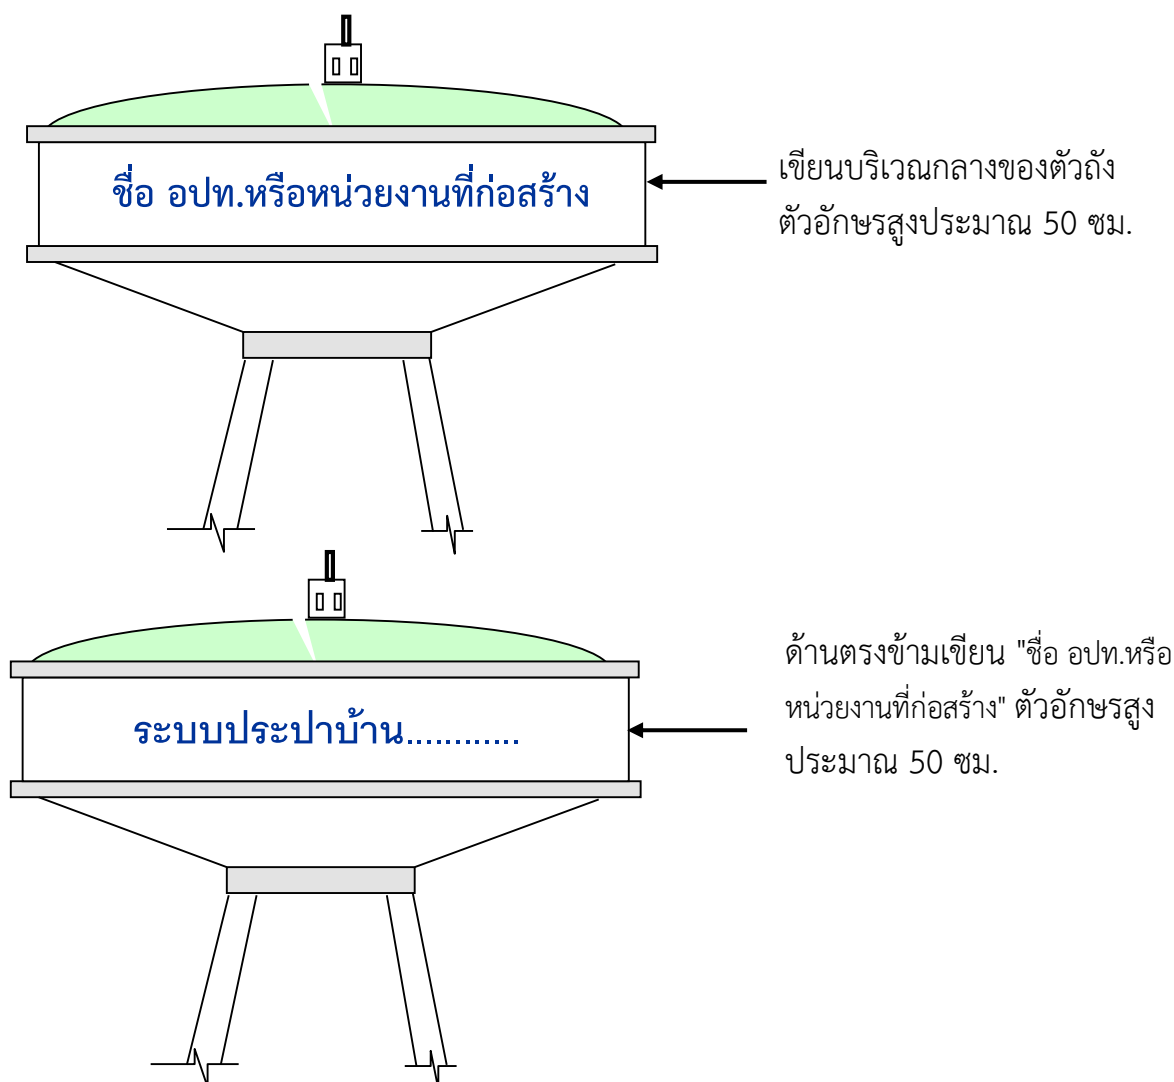 ชื่อ อปท.หรือหน่วยงานที่ก่อสร้าง
เขียนบริเวณกลางของตัวถัง
ตัวอักษรสูงประมาณ 50 ซม.
ระบบประปาบ้าน............
ด้านตรงข้ามเขียน "ชื่อ อปท.หรือ
หน่วยงานที่ก่อสร้าง" ตัวอักษรสูง
ประมาณ 50 ซม.